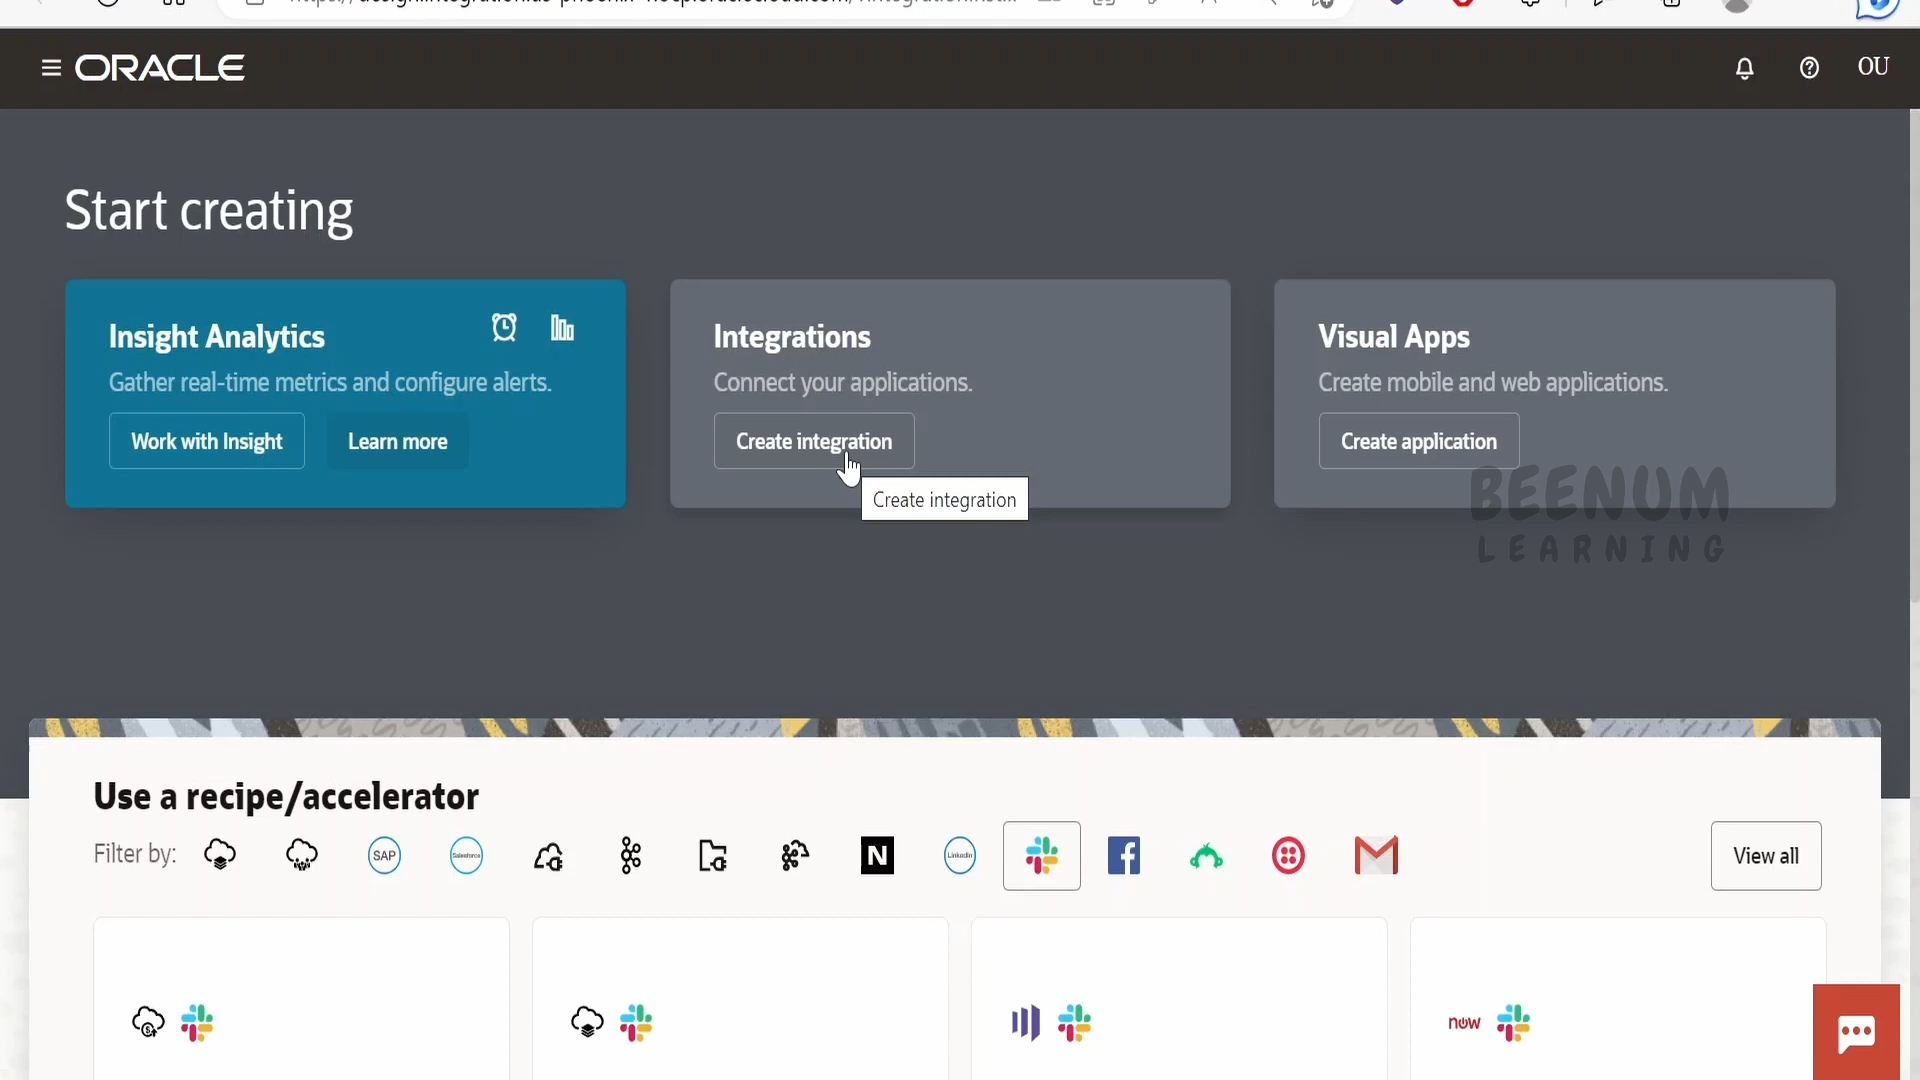 ORACLE
OU
Start creating
Insight Analytics
Gather real-time metrics and configure alerts.
Work with Insight
Learn more
Integrations
Connect your applications.
Create integration
Create integration
Visual Apps
Create mobile and web applications.
Create application
BEENUM
LEARNING
Use a recipe/accelerator
Filter by:
SAP
Salesforce
N
LinkedIn
View all
now